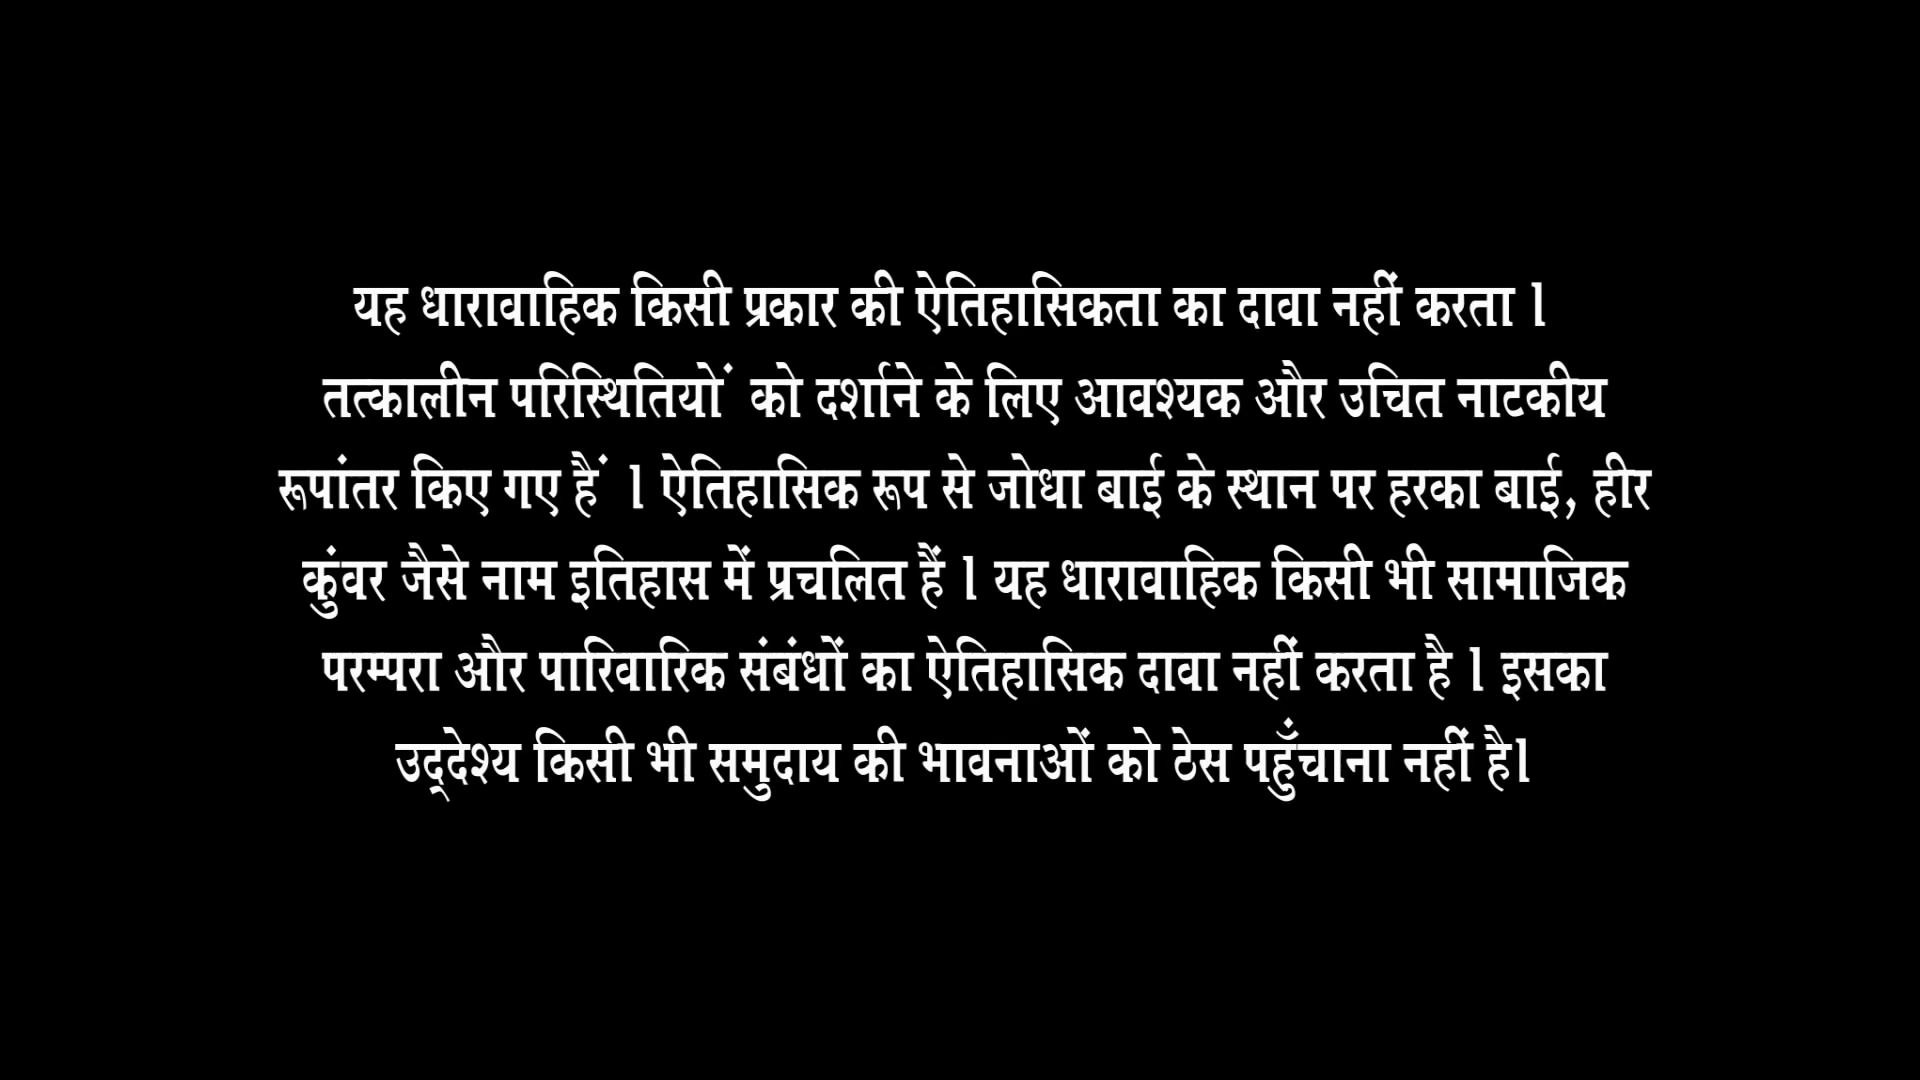 यह धारावाहिक किसी प्रकार की ऐतिहासिकता का दावा नहीं करता l
तत्कालीन परिस्थितियों को दर्शाने के लिए आवश्यक और उचित नाटकीय
रूपांतर किए गए हैं l ऐतिहासिक रूप से जोधा बाई के स्थान पर हरका बाई, हीर
कुंवर जैसे नाम इतिहास में प्रचलित हैं l यह धारावाहिक किसी भी सामाजिक
परम्परा और पारिवारिक संबंधों का ऐतिहासिक दावा नहीं करता है l इसका
उद्देश्य किसी भी समुदाय की भावनाओं को ठेस पहुँचाना नहीं है।